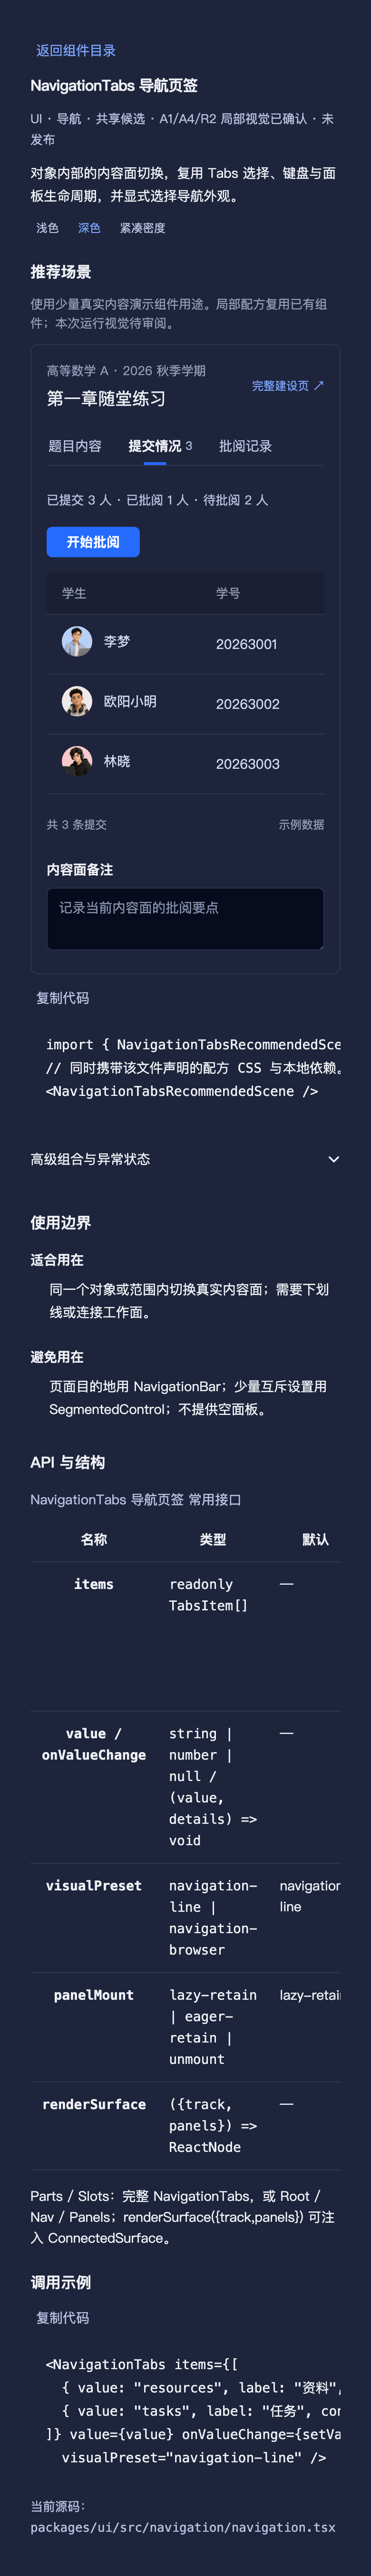 返回组件目录
NavigationTabs 导航页签
UI · 导航 · 共享候选 · A1/A4/R2 局部视觉已确认 · 未
发布
对象内部的内容面切换，复用 Tabs 选择、键盘与面
板生命周期，并显式选择导航外观。
浅色 深色 紧凑密度
推荐场景
使用少量真实内容演示组件用途。局部配方复用已有组
件；本次运行视觉待审阅。
高等数学 A · 2026 秋季学期
第一章随堂练习
完整建设页 ↗
题目内容 提交情况 3 批阅记录
已提交 3 人 · 已批阅 1 人 · 待批阅 2 人
开始批阅
学生 学号
李梦 20263001
欧阳小明 20263002
林晓 20263003
共 3 条提交 示例数据
内容面备注
记录当前内容面的批阅要点
复制代码
import { NavigationTabsRecommendedSce
// 同时携带该文件声明的配方 CSS 与本地依赖。
<NavigationTabsRecommendedScene />
高级组合与异常状态
使用边界
适合用在
同一个对象或范围内切换真实内容面；需要下划
线或连接工作面。
避免用在
页面目的地用 NavigationBar；少量互斥设置用
SegmentedControl；不提供空面板。
API 与结构
NavigationTabs 导航页签 常用接口
名称 类型 默认
items readonly —
TabsItem[]
value / string | —
onValueChange number |
null /
(value,
details) =>
void
visualPreset navigation- navigation
line | line
navigation-
browser
panelMount lazy-retain lazy-retai
| eager-
retain |
unmount
renderSurface ({track, —
panels}) =>
ReactNode
Parts / Slots：完整 NavigationTabs，或 Root /
Nav / Panels；renderSurface({track,panels}) 可注
入 ConnectedSurface。
调用示例
复制代码
<NavigationTabs items={[
{ value: "resources", label: "资料",
{ value: "tasks", label: "任务", con
]} value={value} onValueChange={setVa
visualPreset="navigation-line" />
当前源码：
packages/ui/src/navigation/navigation.tsx